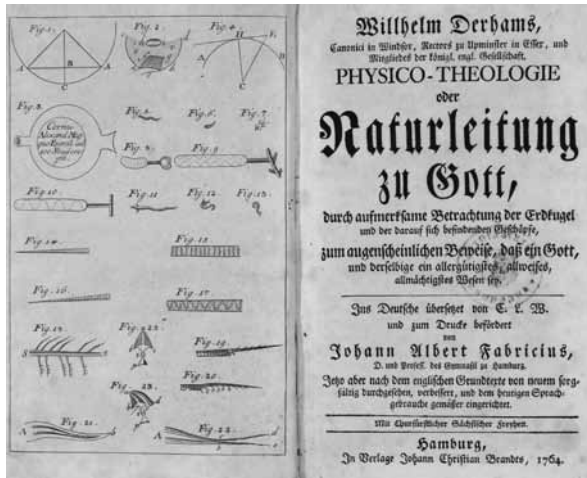 Fig. 1.
Fig. 2.
Fig. 4.
H
F
A
B
A
A
D
C
C
Fig. 3.
Fig. 5.
Fig. 6.
Fig. 7.
Fig. 8.
Fig. 9.
Fig. 10.
Fig. 11.
Fig. 12.
Fig. 13.
Fig. 14.
Fig. 15.
Fig. 16.
Fig. 17.
Fig. 18.
Fig. 19.
Fig. 20.
Fig. 21.
Fig. 22.
Fig. 23.
Willhelm Derhams,
Canonici in Windsor, Rectors zu Upminster in Essex, und
Mitgliedes der königl. engl. Gesellschaft,
PHYSICO-THEOLOGIE
oder
Naturleitung
zu Gott,
durch aufmerksame Betrachtung der Erdkugel
und der darauf sich befindenden Geschöpfe,
zum augenscheinlichen Beweise, daß ein Gott,
und derselbige ein allergütigstes, allweises,
allmächtigstes Wesen sey.
Ins Deutsche übersetzet von C. L. W.
und zum Drucke befördert
von
Johann Albert Fabricius,
D. und Profess. des Gymnasii zu Hamburg.
Jetzo aber nach dem englischen Grundtexte von neuem sorg-
fältig durchgesehen, verbessert, und dem heutigen Sprach-
gebrauche gemäßer eingerichtet.
Mit Churfürstlicher Sächsischer Freyheit.
Hamburg,
In Verlage Johann Christian Brandts, 1764.